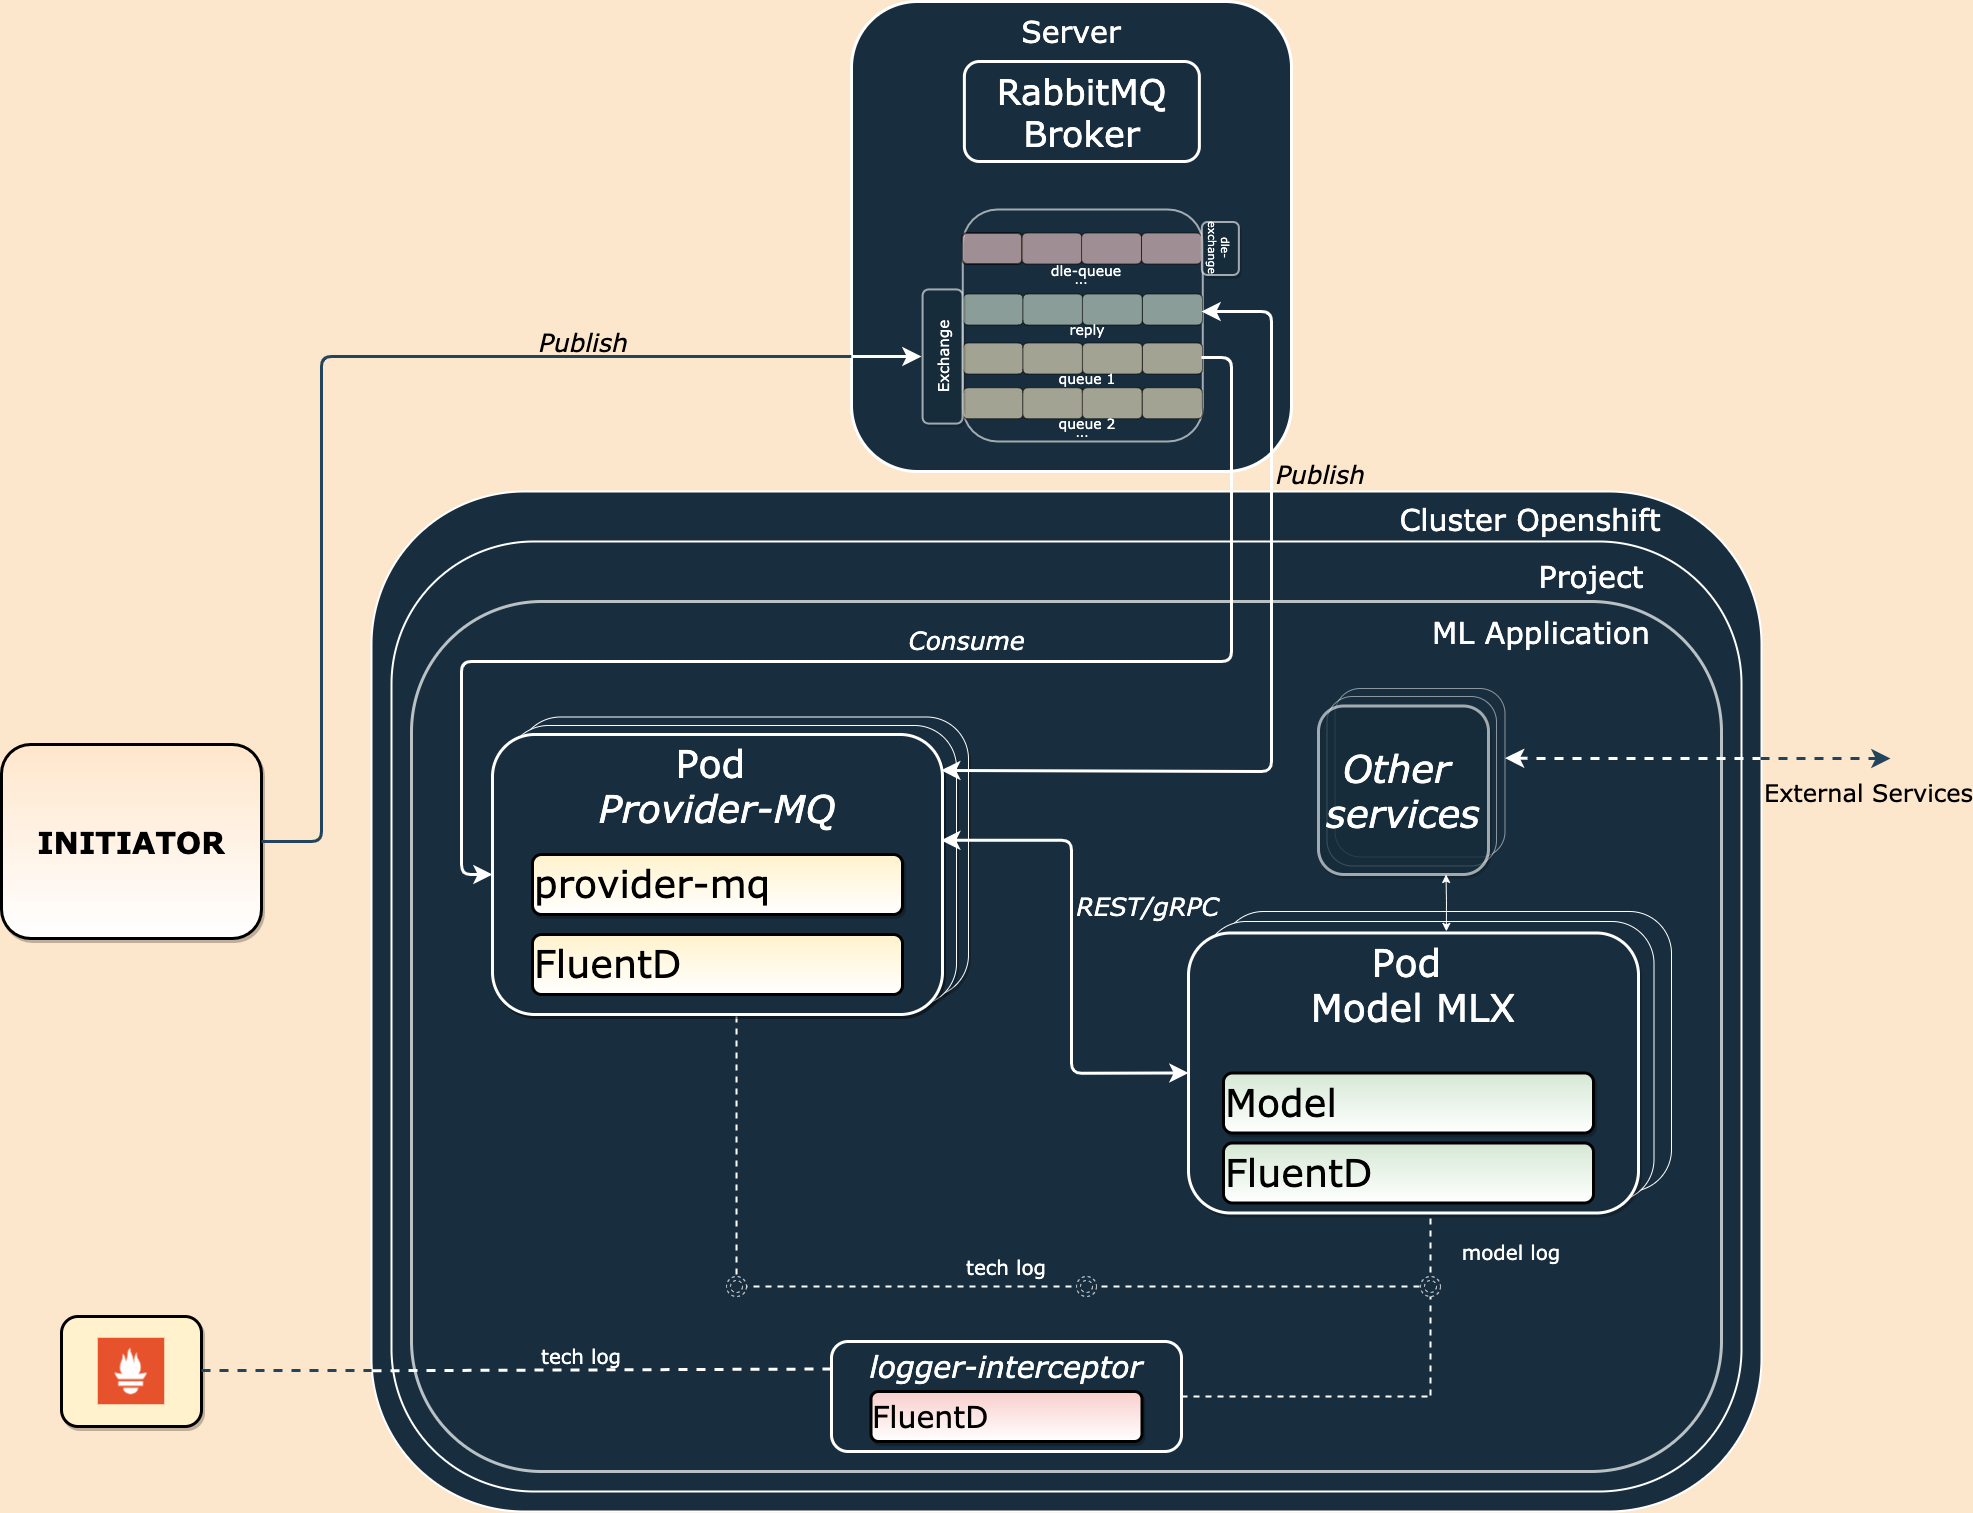 Server
RabbitMQ
Broker
dle-
exchange
dle-queue
...
reply
Exchange
queue 1
queue 2
...
Publish
Publish
Cluster Openshift
Project
ML Application
Consume
Pod
Provider-MQ
provider-mq
FluentD
Other
services
External Services
INITIATOR
REST/gRPC
Pod
Model MLX
Model
FluentD
model log
tech log
tech log
logger-interceptor
FluentD